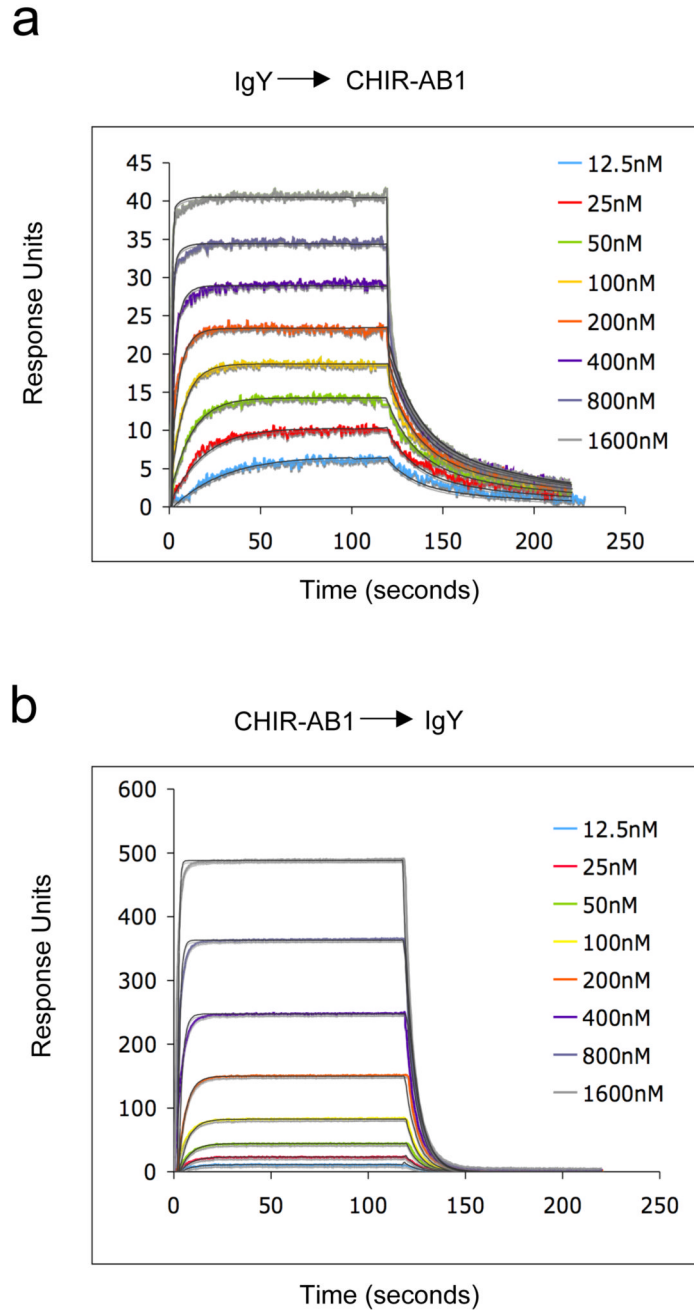 a
IgY → CHIR-AB1
Response Units
45
40
35
30
25
20
15
10
5
0
0 50 100 150 200 250
Time (seconds)
12.5nM
25nM
50nM
100nM
200nM
400nM
800nM
1600nM
b
CHIR-AB1 → IgY
Response Units
600
500
400
300
200
100
0
0 50 100 150 200 250
Time (seconds)
12.5nM
25nM
50nM
100nM
200nM
400nM
800nM
1600nM